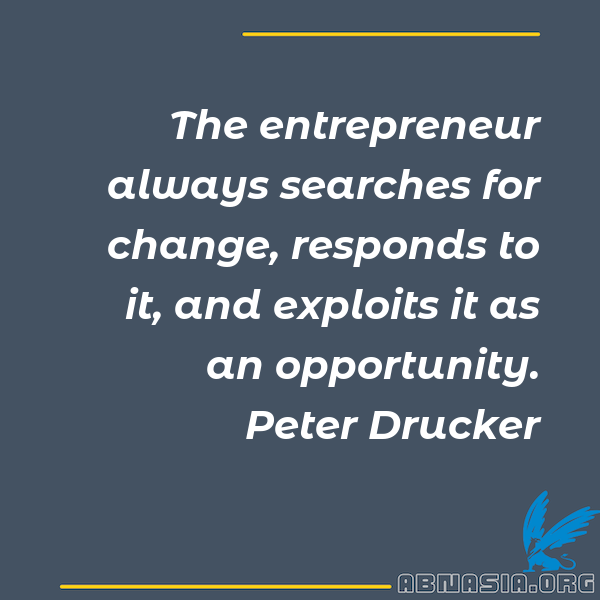 The entrepreneur
always searches for
change, responds to
it, and exploits it as
an opportunity.
Peter Drucker
ABNASIA.ORG